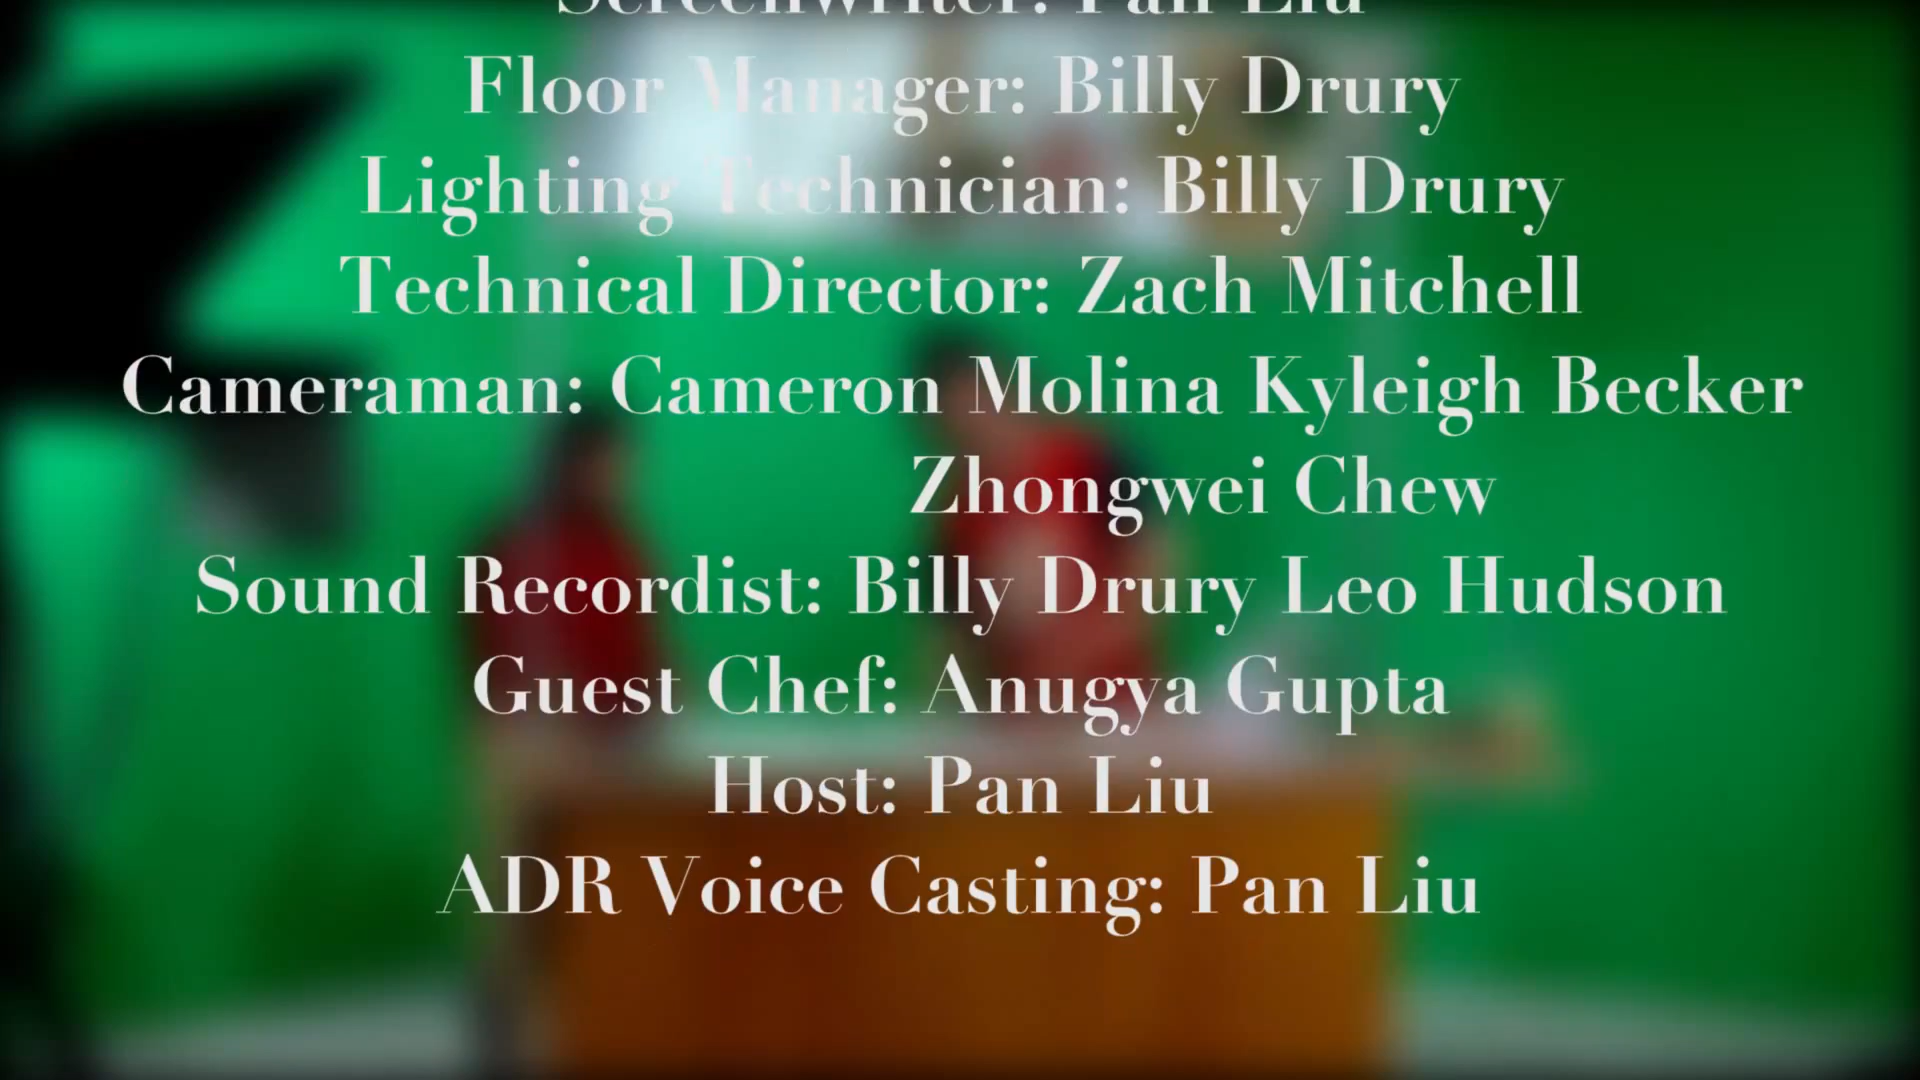 Screenwriter: Pan Liu
Floor Manager: Billy Drury
Lighting Technician: Billy Drury
Technical Director: Zach Mitchell
Cameraman: Cameron Molina Kyleigh Becker
Zhongwei Chew
Sound Recordist: Billy Drury Leo Hudson
Guest Chef: Anugya Gupta
Host: Pan Liu
ADR Voice Casting: Pan Liu